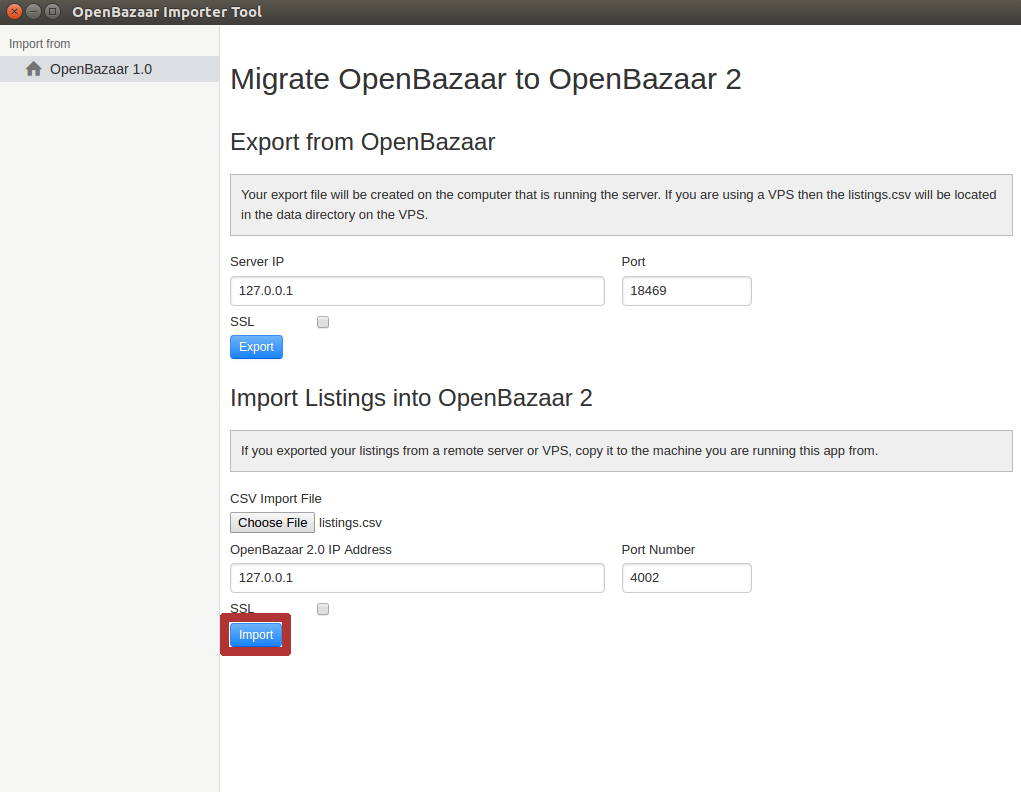 OpenBazaar Importer Tool
Import from
OpenBazaar 1.0
Migrate OpenBazaar to OpenBazaar 2
Export from OpenBazaar
Your export file will be created on the computer that is running the server. If you are using a VPS then the listings.csv will be located
in the data directory on the VPS.
Server IP Port
127.0.0.1 18469
SSL
Export
Import Listings into OpenBazaar 2
If you exported your listings from a remote server or VPS, copy it to the machine you are running this app from.
CSV Import File
Choose File listings.csv
OpenBazaar 2.0 IP Address Port Number
127.0.0.1 4002
SSL
Import